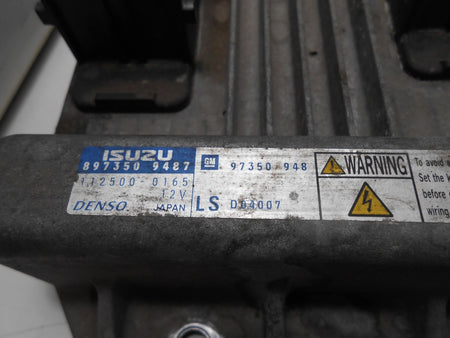 ISUZU
897350 9487
112500-0165
12V
DENSO JAPAN
GM 97350 948
LS D04007
WARNING
To avoid
Set the
before
wiring